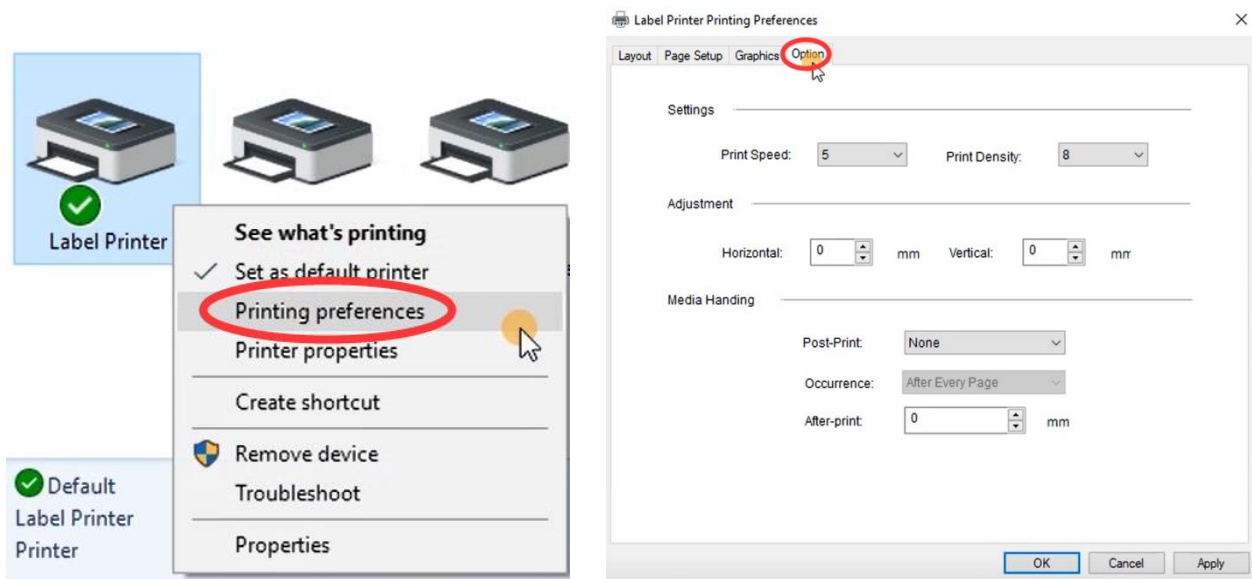 Label Printer
See what's printing
Set as default printer
Printing preferences
Printer properties
Create shortcut
Remove device
Troubleshoot
Properties
Default
Label Printer
Printer
Label Printer Printing Preferences
Layout Page Setup Graphics Option
Settings
Print Speed: 5 Print Density: 8
Adjustment
Horizontal: 0 mm Vertical: 0 mm
Media Handing
Post-Print: None
Occurrence: After Every Page
After-print: 0 mm
OK Cancel Apply